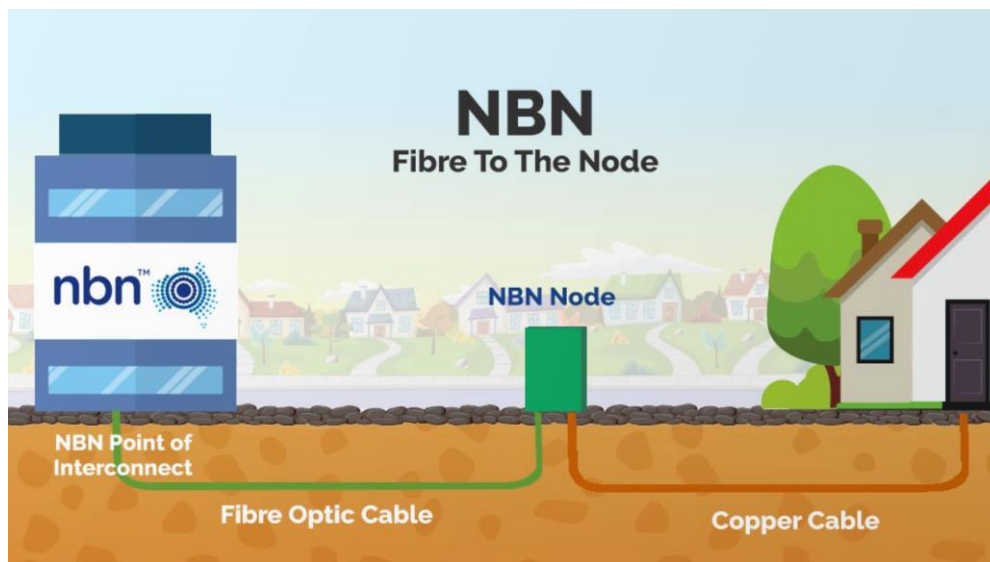 NBN
Fibre To The Node
nbn™
NBN Node
NBN Point of
Interconnect
Fibre Optic Cable
Copper Cable